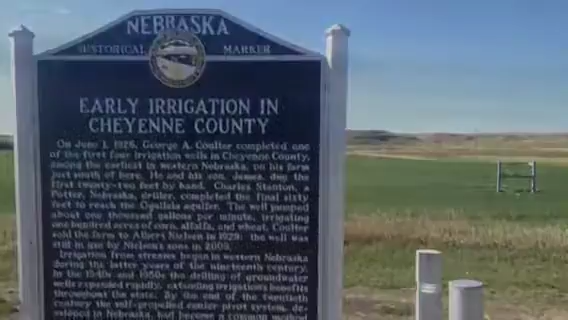 NEBRASKA
HISTORICAL MARKER
EARLY IRRIGATION IN
CHEYENNE COUNTY
On June 1, 1926, George A. Coulter completed one
of the first four irrigation wells in Cheyenne County,
among the earliest in western Nebraska, on his farm
just south of here. He and his son, James, dug the
first twenty-two feet by hand. Charles Stenton, a
Potter, Nebraska, driller, completed the final sixty
feet to reach the Ogallala aquifer. The well pumped
about one thousand gallons per minute, irrigating
one hundred acres of corn, alfalfa, and wheat. Coulter
sold the farm to Albert Nielsen in 1929; the well was
still in use by Nielsen's sons in 2009.
Irrigation from streams began in western Nebraska
during the latter years of the nineteenth century.
In the 1940s and 1950s the drilling of groundwater
wells expanded rapidly, extending irrigation's benefits
throughout the state. By the end of the twentieth
century the self-propelled center pivot system, de-
veloped in Nebraska, had become a common method